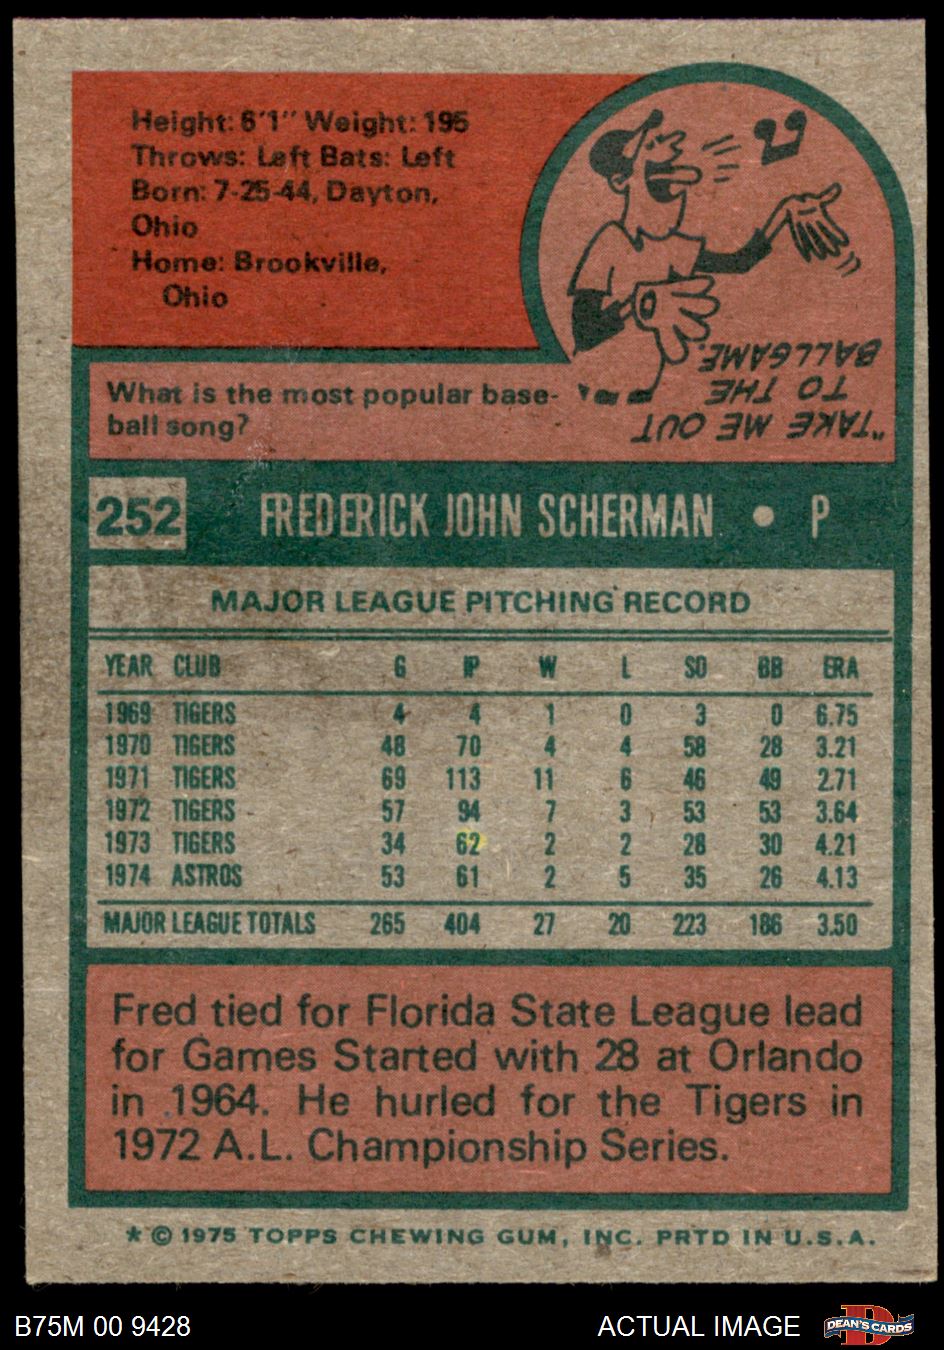 Height: 6'1" Weight: 195
Throws: Left Bats: Left
Born: 7-25-44, Dayton,
Ohio
Home: Brookville,
Ohio
What is the most popular base-
ball song?
"TAKE ME OUT
TO THE
BALLGAME.
252 FREDERICK JOHN SCHERMAN • P
MAJOR LEAGUE PITCHING RECORD
YEAR CLUB G IP W L SO BB ERA
1969 TIGERS 4 4 1 0 3 0 6.75
1970 TIGERS 48 70 4 4 58 28 3.21
1971 TIGERS 69 113 11 6 46 49 2.71
1972 TIGERS 57 94 7 3 53 53 3.64
1973 TIGERS 34 62 2 2 28 30 4.21
1974 ASTROS 53 61 2 5 35 26 4.13
MAJOR LEAGUE TOTALS 265 404 27 20 223 186 3.50
Fred tied for Florida State League lead
for Games Started with 28 at Orlando
in 1964. He hurled for the Tigers in
1972 A.L. Championship Series.
* © 1975 TOPPS CHEWING GUM, INC. PRTD IN U.S.A.
B75M 00 9428 ACTUAL IMAGE DEAN'S CARDS